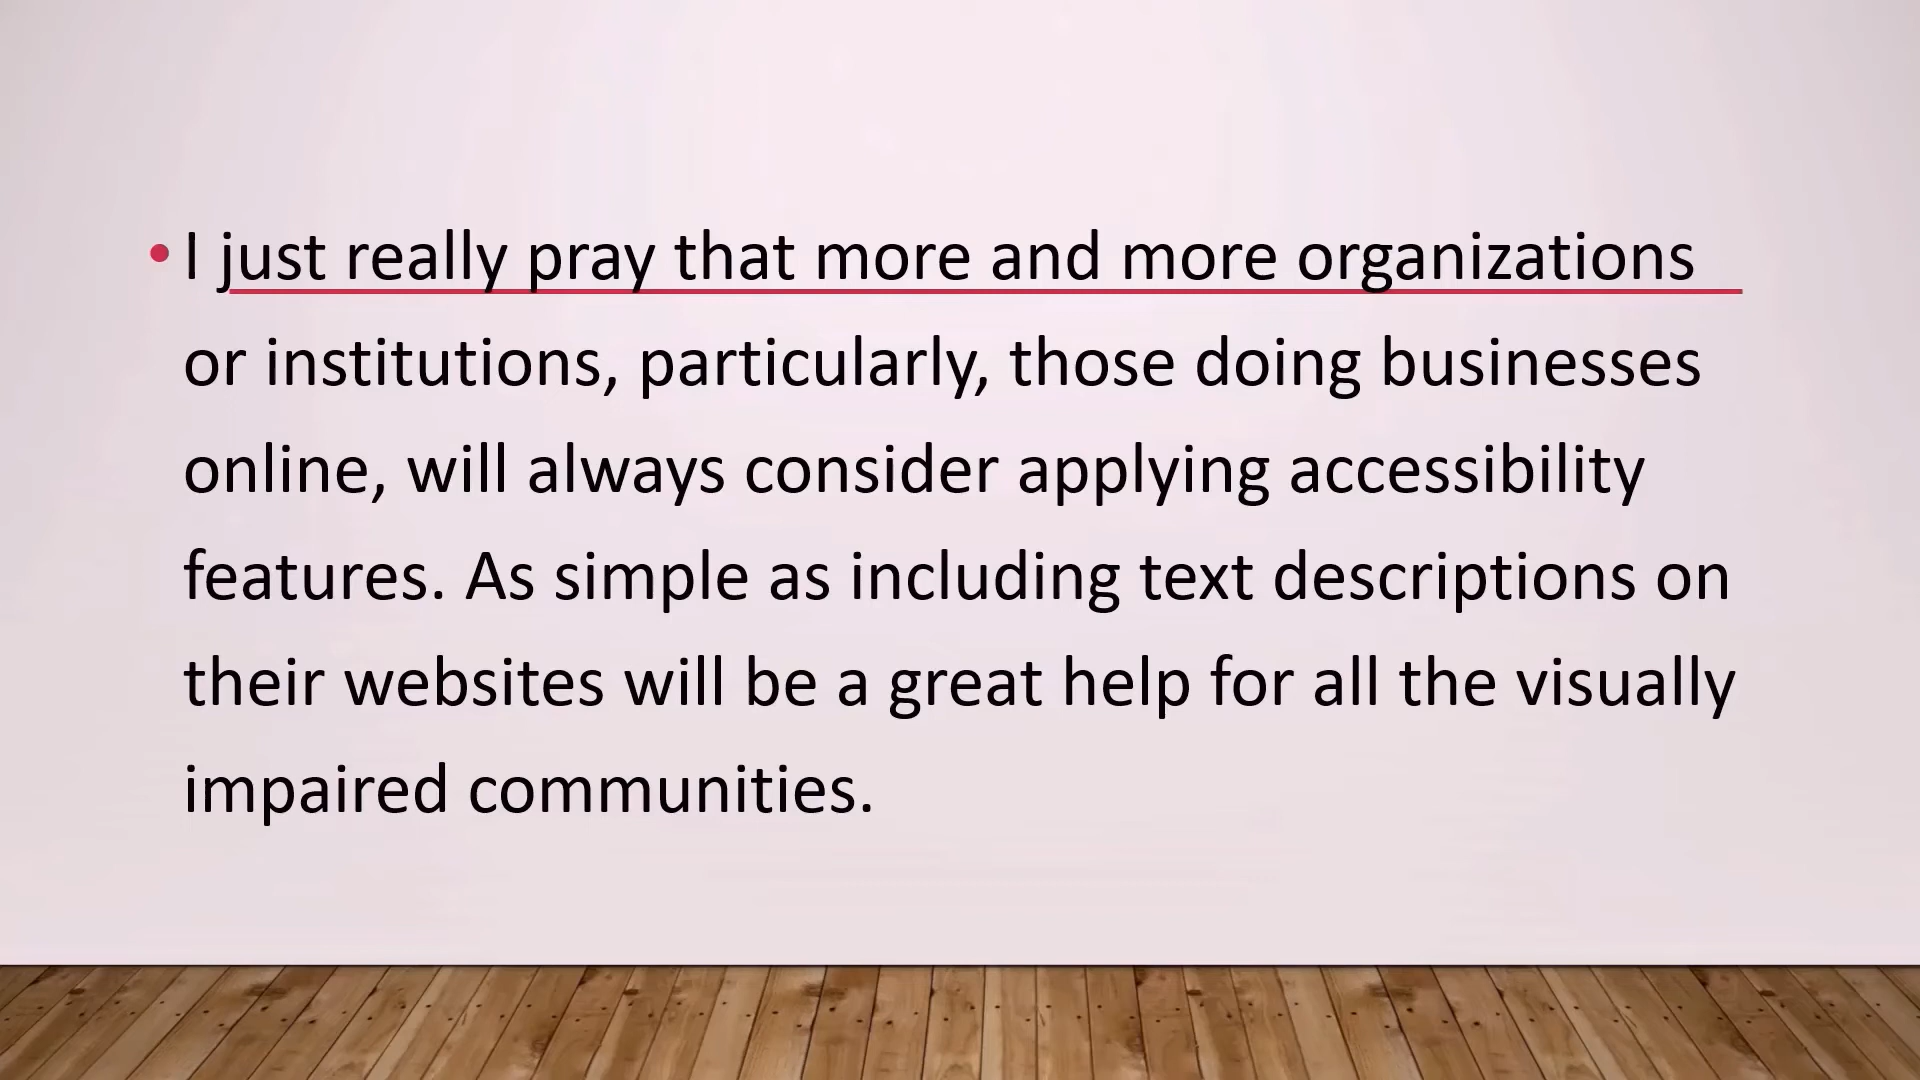 • I just really pray that more and more organizations
or institutions, particularly, those doing businesses
online, will always consider applying accessibility
features. As simple as including text descriptions on
their websites will be a great help for all the visually
impaired communities.